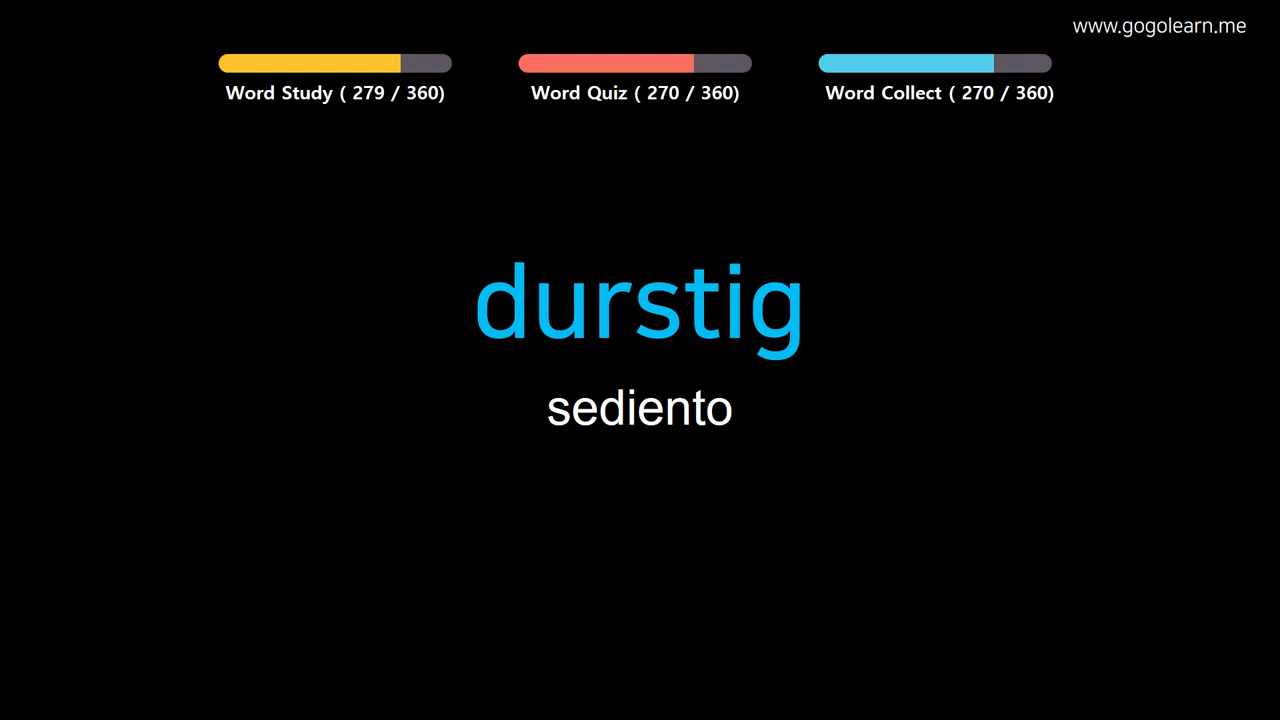 www.gogolearn.me
Word Study ( 279 / 360)
Word Quiz ( 270 / 360)
Word Collect ( 270 / 360)
durstig
sediento